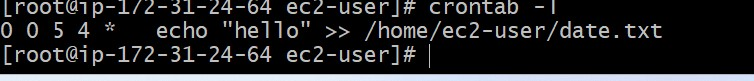 [root@ip-172-31-24-64 ec2-user]# crontab -l
0 0 5 4 *   echo "hello" >> /home/ec2-user/date.txt
[root@ip-172-31-24-64 ec2-user]#